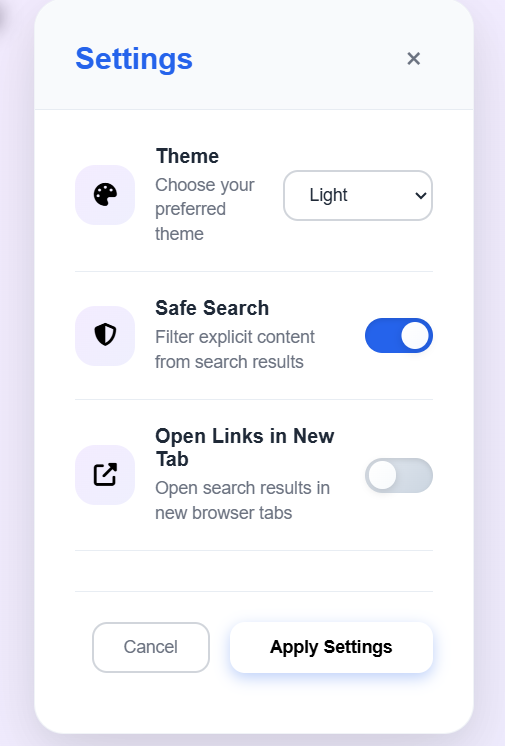 Settings
×
Theme
Choose your
preferred
theme
Light
Safe Search
Filter explicit content
from search results
Open Links in New
Tab
Open search results in
new browser tabs
Cancel
Apply Settings